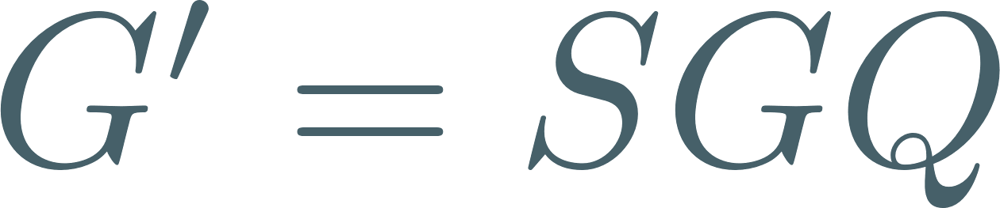 G′ = SGQ